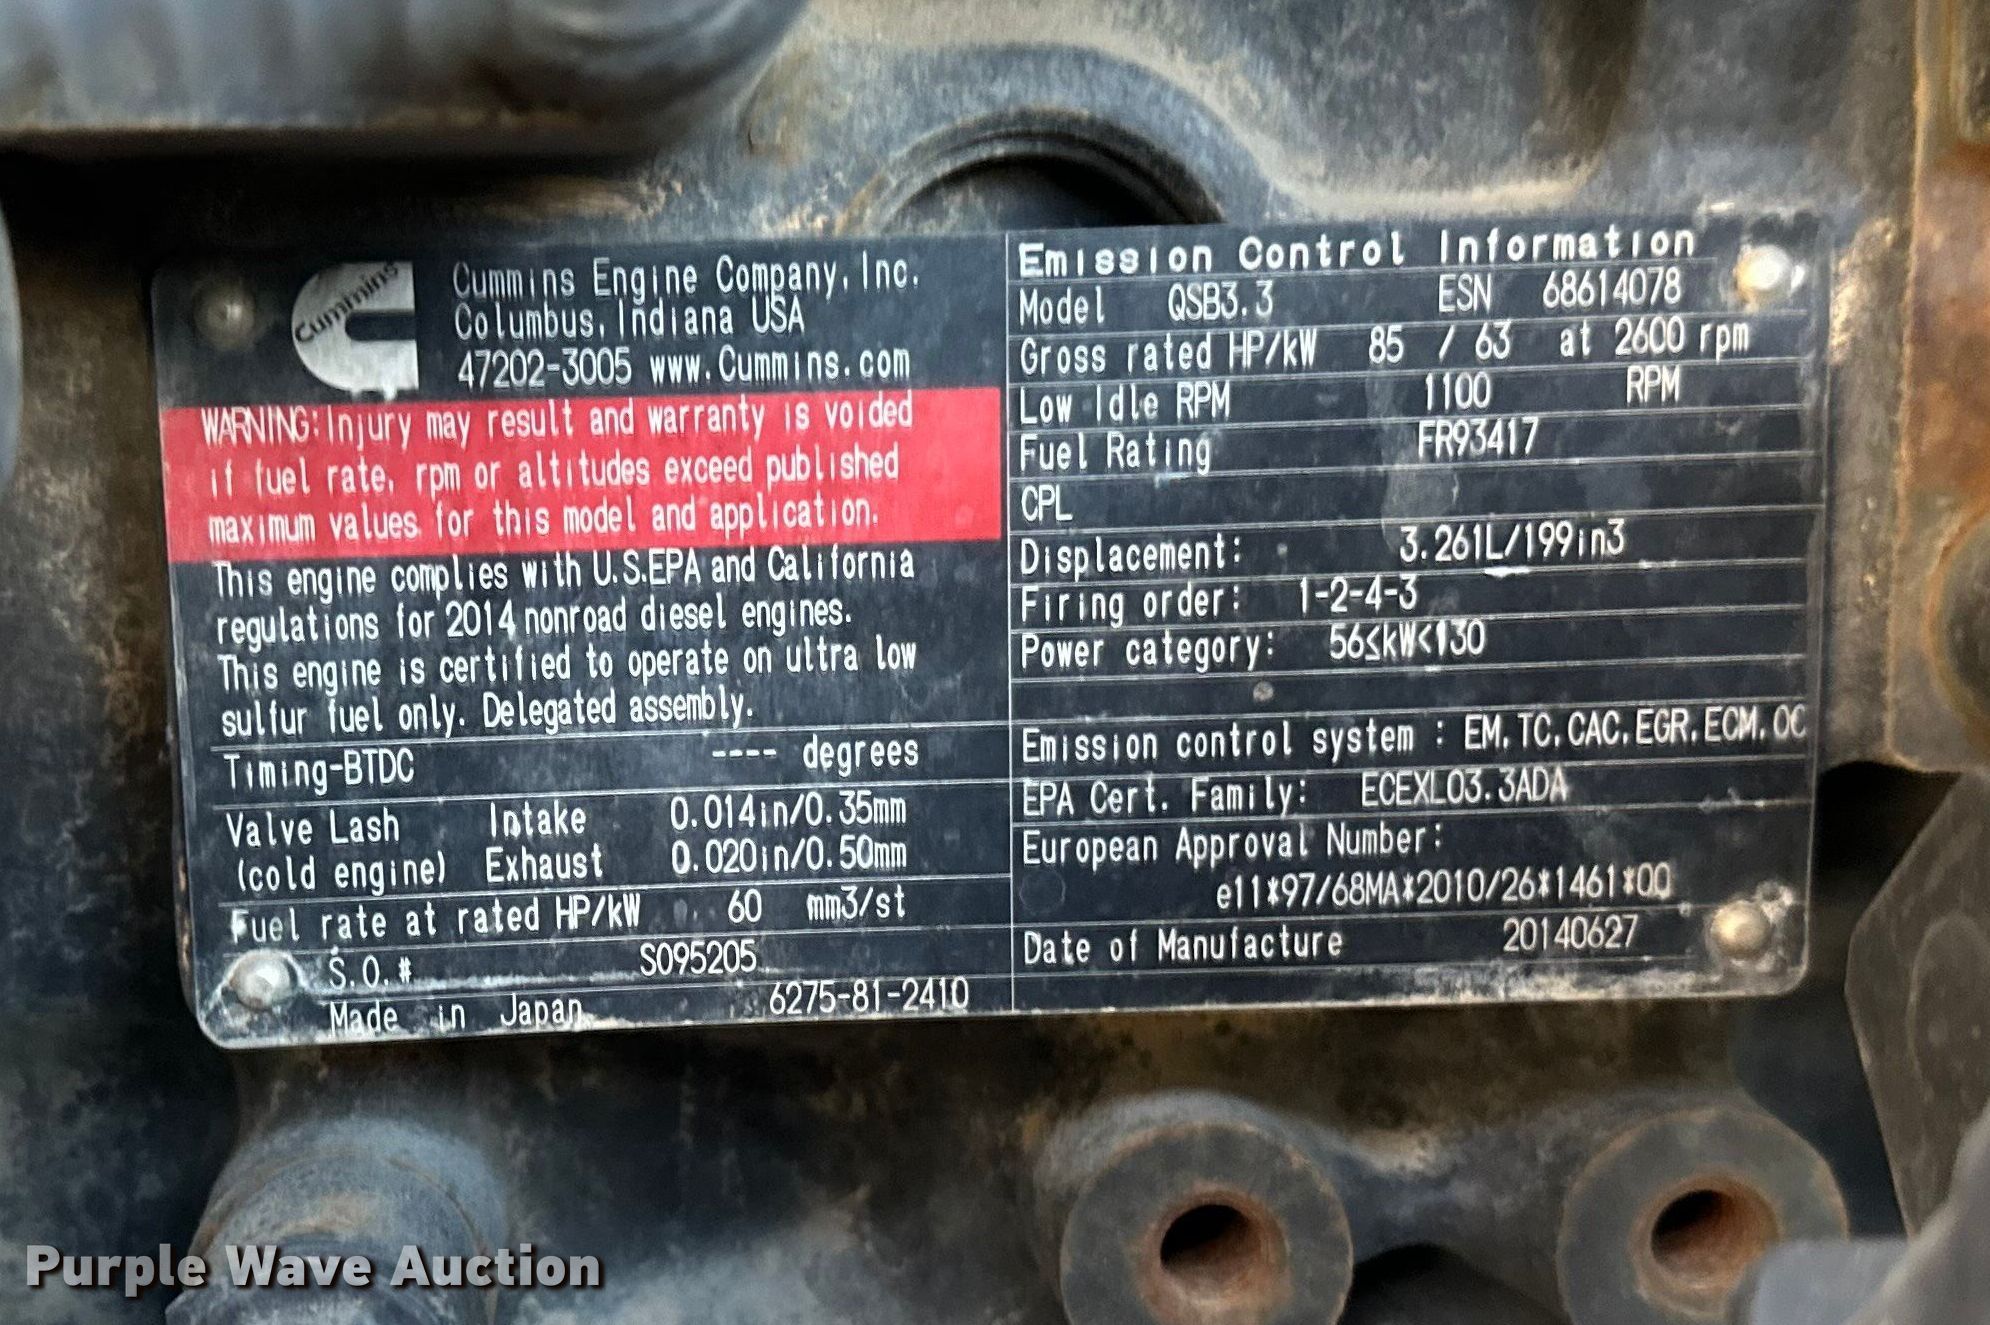 Cummins
Cummins Engine Company, Inc.
Columbus, Indiana USA
47202-3005 www.Cummins.com
WARNING: Injury may result and warranty is voided
if fuel rate, rpm or altitudes exceed published
maximum values for this model and application.
This engine complies with U.S.EPA and California
regulations for 2014 nonroad diesel engines.
This engine is certified to operate on ultra low
sulfur fuel only. Delegated assembly.
Timing-BTDC ---- degrees
Valve Lash Intake 0.014in/0.35mm
(cold engine) Exhaust 0.020in/0.50mm
Fuel rate at rated HP/kW 60 mm3/st
S.O.# S095205
Made in Japan 6275-81-2410
Emission Control Information
Model QSB3.3 ESN 68614078
Gross rated HP/kW 85 / 63 at 2600 rpm
Low Idle RPM 1100 RPM
Fuel Rating FR93417
CPL
Displacement: 3.261L/199in3
Firing order: 1-2-4-3
Power category: 56≤kW<130
Emission control system : EM,TC,CAC,EGR,ECM,OC
EPA Cert. Family: ECEXL03.3ADA
European Approval Number:
e11*97/68MA*2010/26*1461*00
Date of Manufacture 20140627
Purple Wave Auction